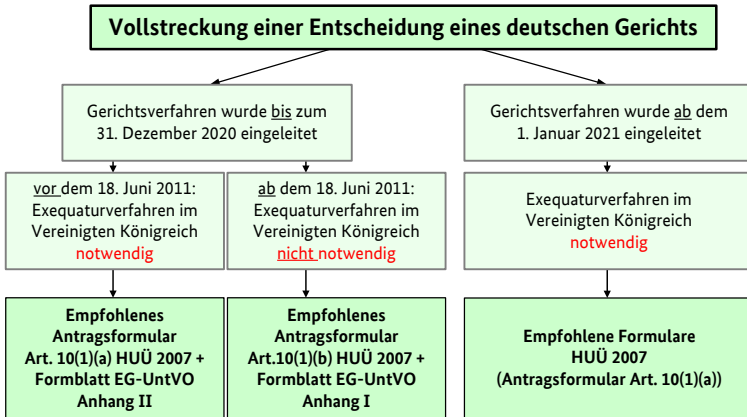 Vollstreckung einer Entscheidung eines deutschen Gerichts
Gerichtsverfahren wurde bis zum
31. Dezember 2020 eingeleitet
Gerichtsverfahren wurde ab dem
1. Januar 2021 eingeleitet
vor dem 18. Juni 2011:
Exequaturverfahren im
Vereinigten Königreich
notwendig
ab dem 18. Juni 2011:
Exequaturverfahren im
Vereinigten Königreich
nicht notwendig
Exequaturverfahren im
Vereinigten Königreich
notwendig
Empfohlenes
Antragsformular
Art. 10(1)(a) HUÜ 2007 +
Formblatt EG-UntVO
Anhang II
Empfohlenes
Antragsformular
Art.10(1)(b) HUÜ 2007 +
Formblatt EG-UntVO
Anhang I
Empfohlene Formulare
HUÜ 2007
(Antragsformular Art. 10(1)(a))